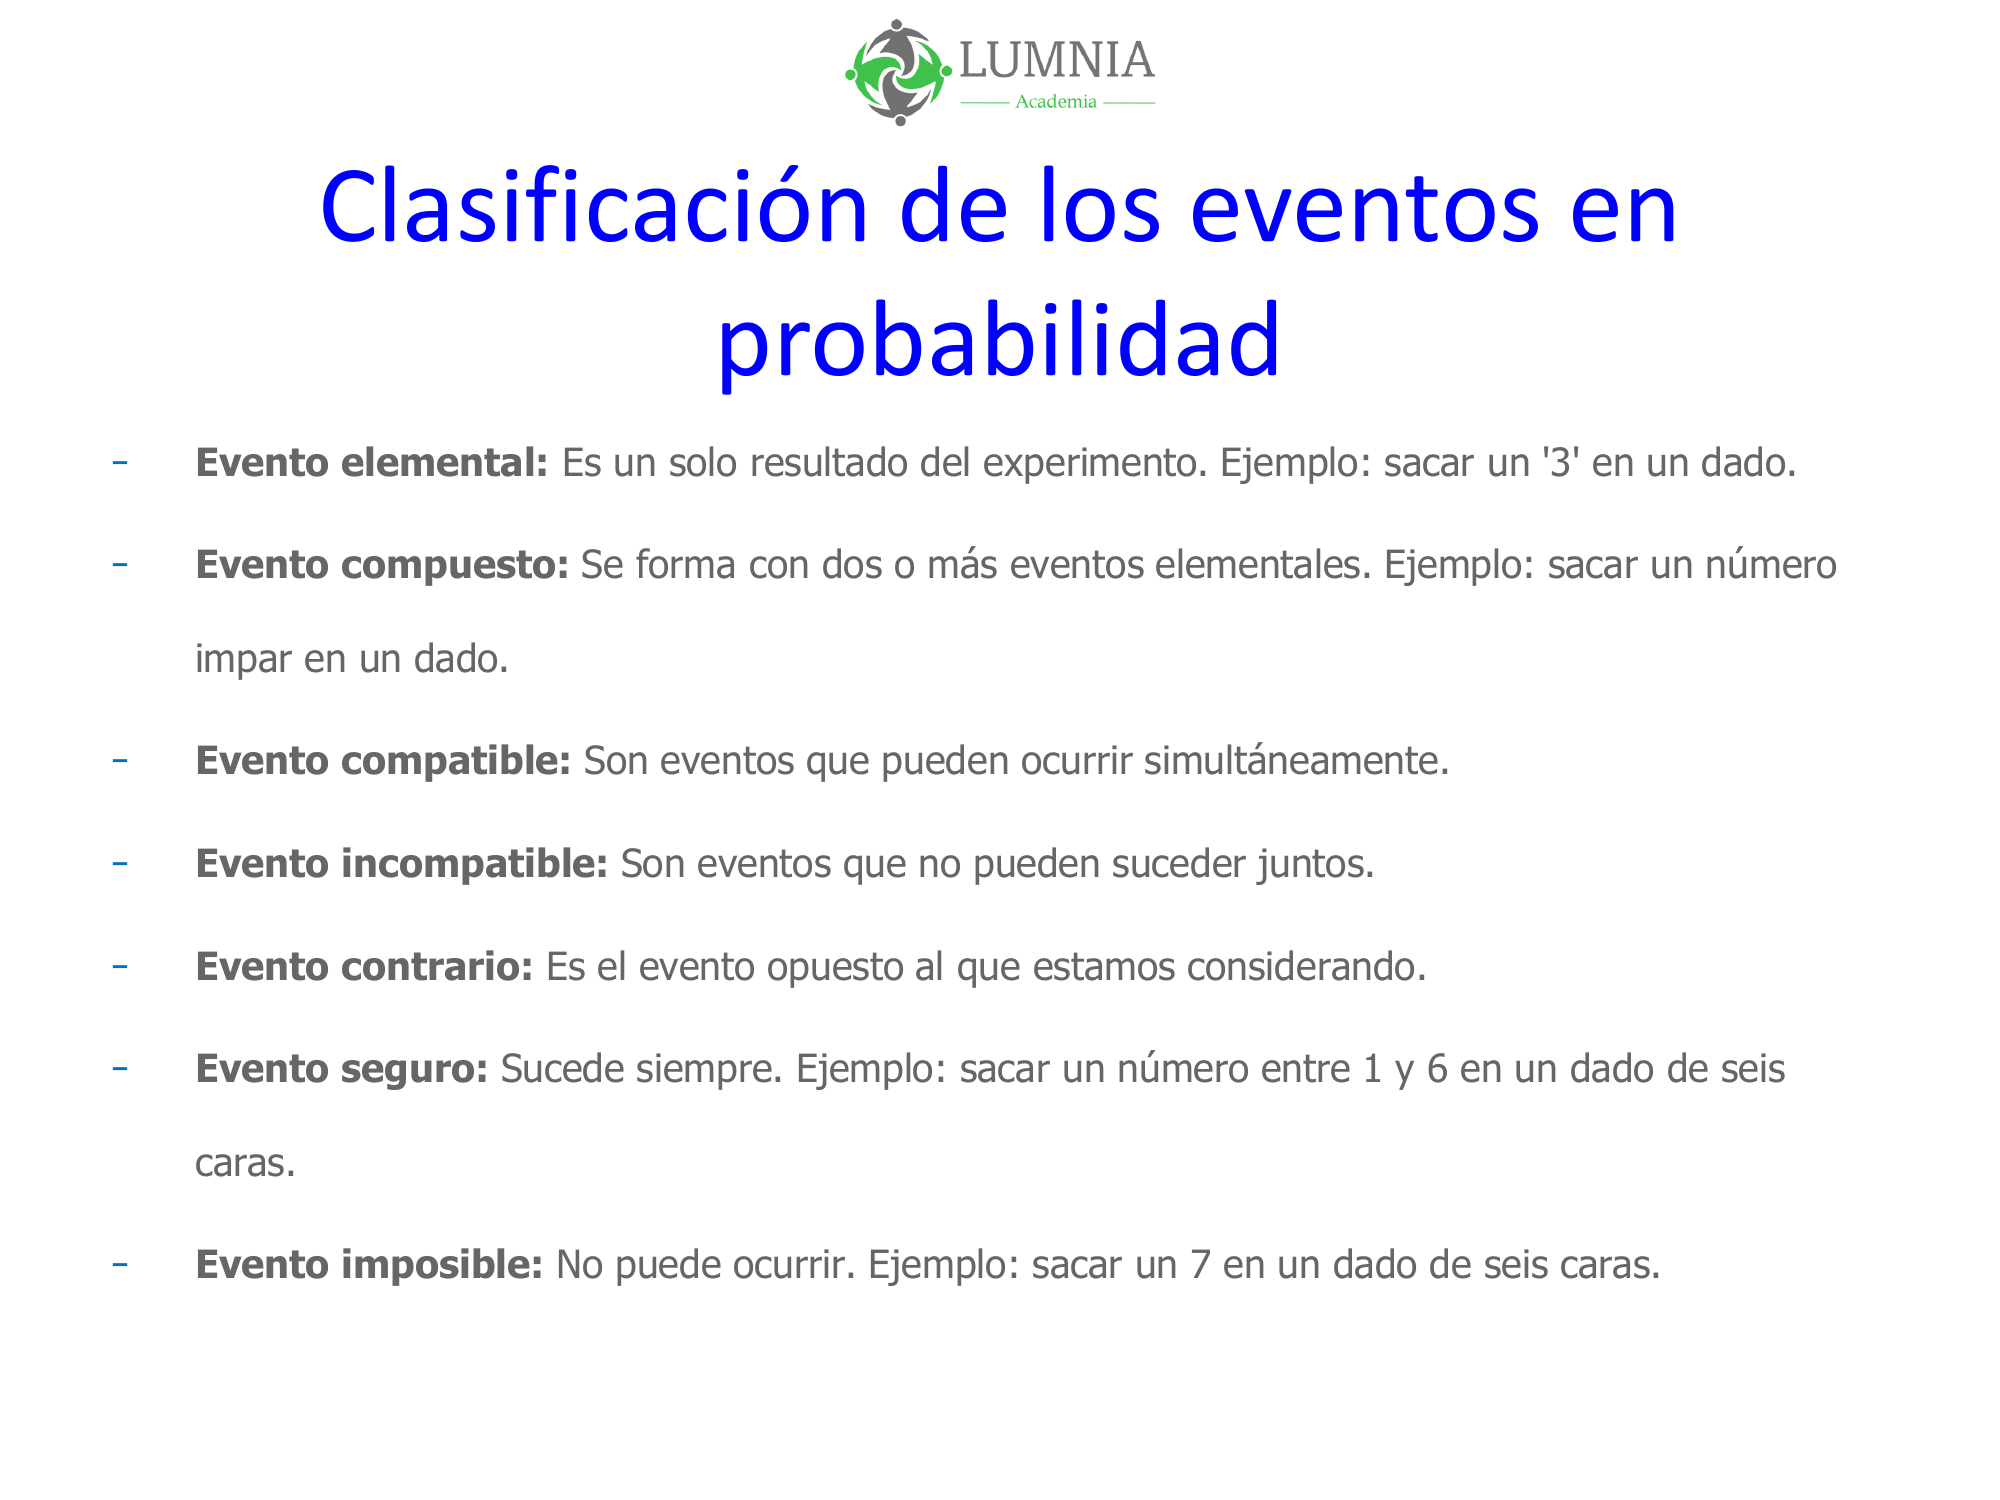 LUMNIA
Academia
Clasificación de los eventos en
probabilidad
- Evento elemental: Es un solo resultado del experimento. Ejemplo: sacar un '3' en un dado.
- Evento compuesto: Se forma con dos o más eventos elementales. Ejemplo: sacar un número
impar en un dado.
- Evento compatible: Son eventos que pueden ocurrir simultáneamente.
- Evento incompatible: Son eventos que no pueden suceder juntos.
- Evento contrario: Es el evento opuesto al que estamos considerando.
- Evento seguro: Sucede siempre. Ejemplo: sacar un número entre 1 y 6 en un dado de seis
caras.
- Evento imposible: No puede ocurrir. Ejemplo: sacar un 7 en un dado de seis caras.